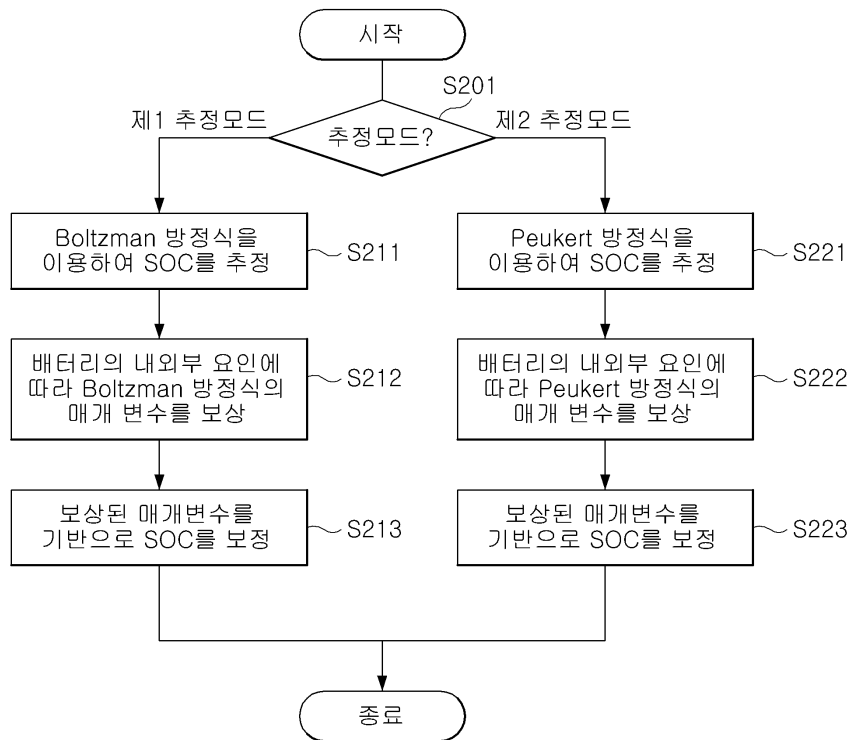 시작
S201
제1 추정모드
추정모드?
제2 추정모드
Boltzman 방정식을
이용하여 SOC를 추정
S211
Peukert 방정식을
이용하여 SOC를 추정
S221
배터리의 내외부 요인에
따라 Boltzman 방정식의
매개 변수를 보상
S212
배터리의 내외부 요인에
따라 Peukert 방정식의
매개 변수를 보상
S222
보상된 매개변수를
기반으로 SOC를 보정
S213
보상된 매개변수를
기반으로 SOC를 보정
S223
종료